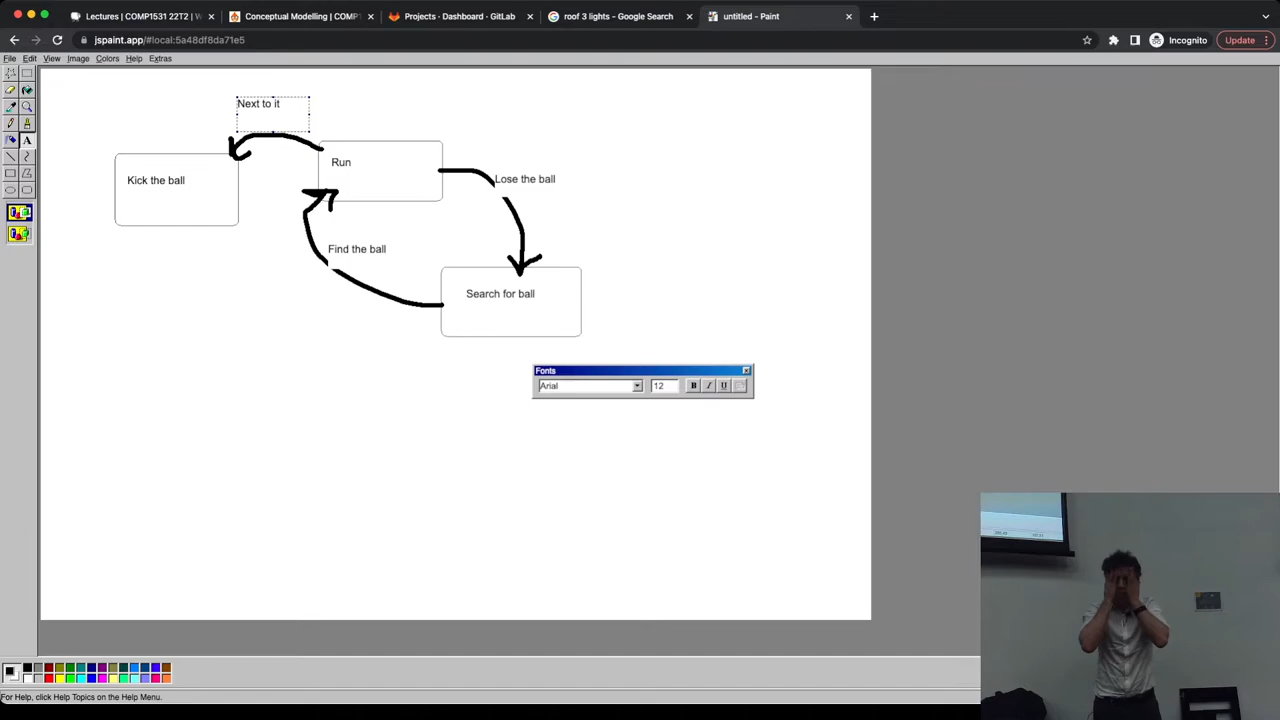 Lectures | COMP1531 22T2 | W
Conceptual Modelling | COMP1
Projects · Dashboard · GitLab
roof 3 lights - Google Search
untitled - Paint
jspaint.app/#local:5a48df8da71e5
Incognito
Update
File Edit View Image Colors Help Extras
Next to it
Run
Kick the ball
Lose the ball
Find the ball
Search for ball
Fonts
Arial
12
B I U
A
For Help, click Help Topics on the Help Menu.